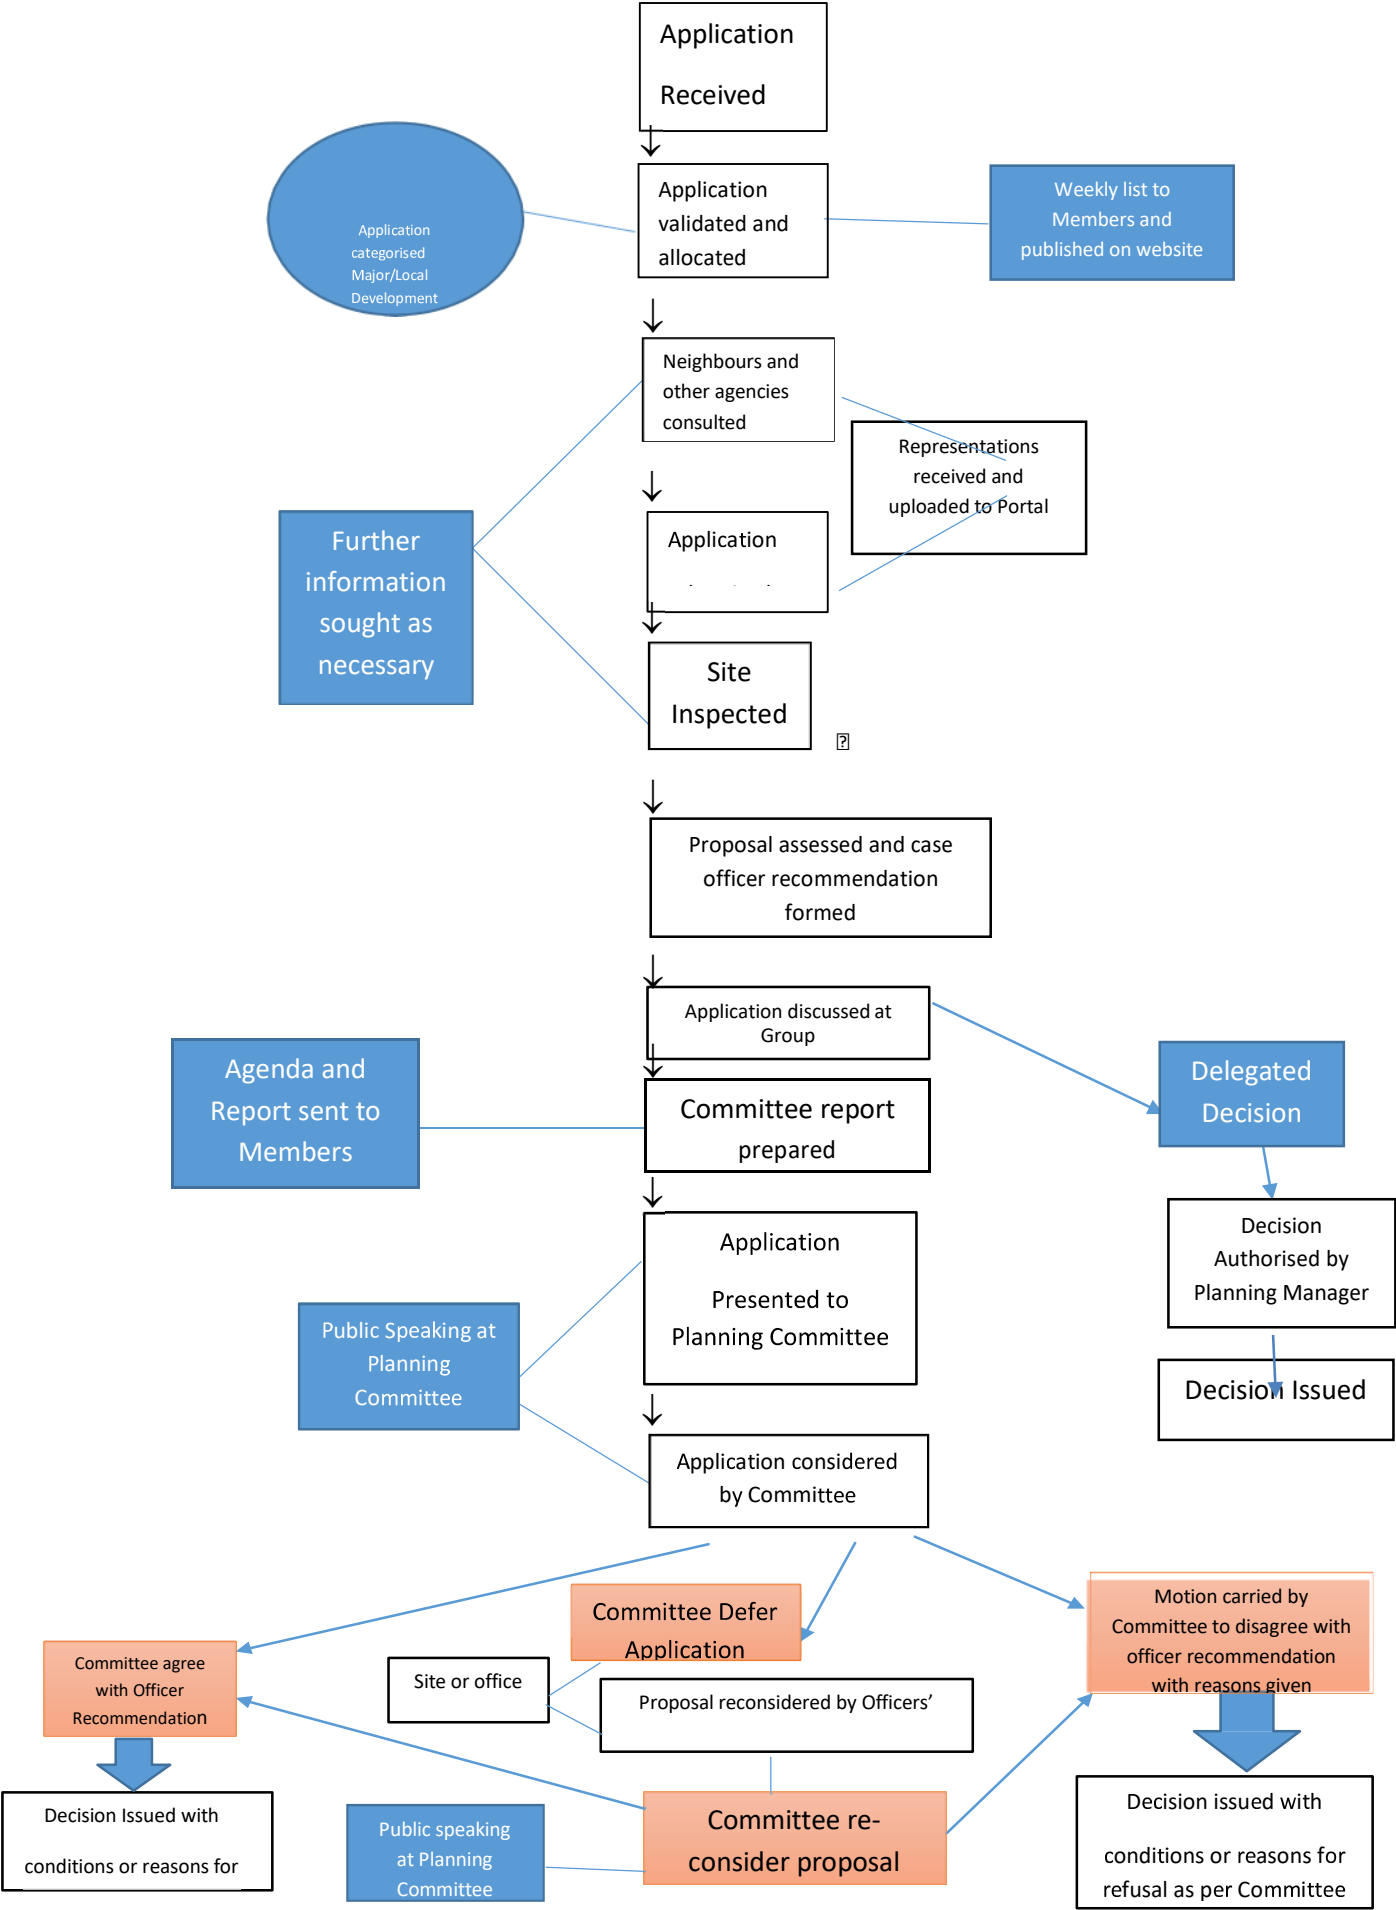 Application
Received
Application
categorised
Major/Local
Development
Application
validated and
allocated
Weekly list to
Members and
published on website
Neighbours and
other agencies
consulted
Representations
received and
uploaded to Portal
Further
information
sought as
necessary
Application
Site
Inspected
Proposal assessed and case
officer recommendation
formed
Application discussed at
Group
Agenda and
Report sent to
Members
Committee report
prepared
Delegated
Decision
Decision
Authorised by
Planning Manager
Decision Issued
Application
Presented to
Planning Committee
Public Speaking at
Planning
Committee
Application considered
by Committee
Committee Defer
Application
Motion carried by
Committee to disagree with
officer recommendation
with reasons given
Committee agree
with Officer
Recommendation
Site or office
Proposal reconsidered by Officers’
Decision Issued with
conditions or reasons for
Public speaking
at Planning
Committee
Committee re-
consider proposal
Decision issued with
conditions or reasons for
refusal as per Committee